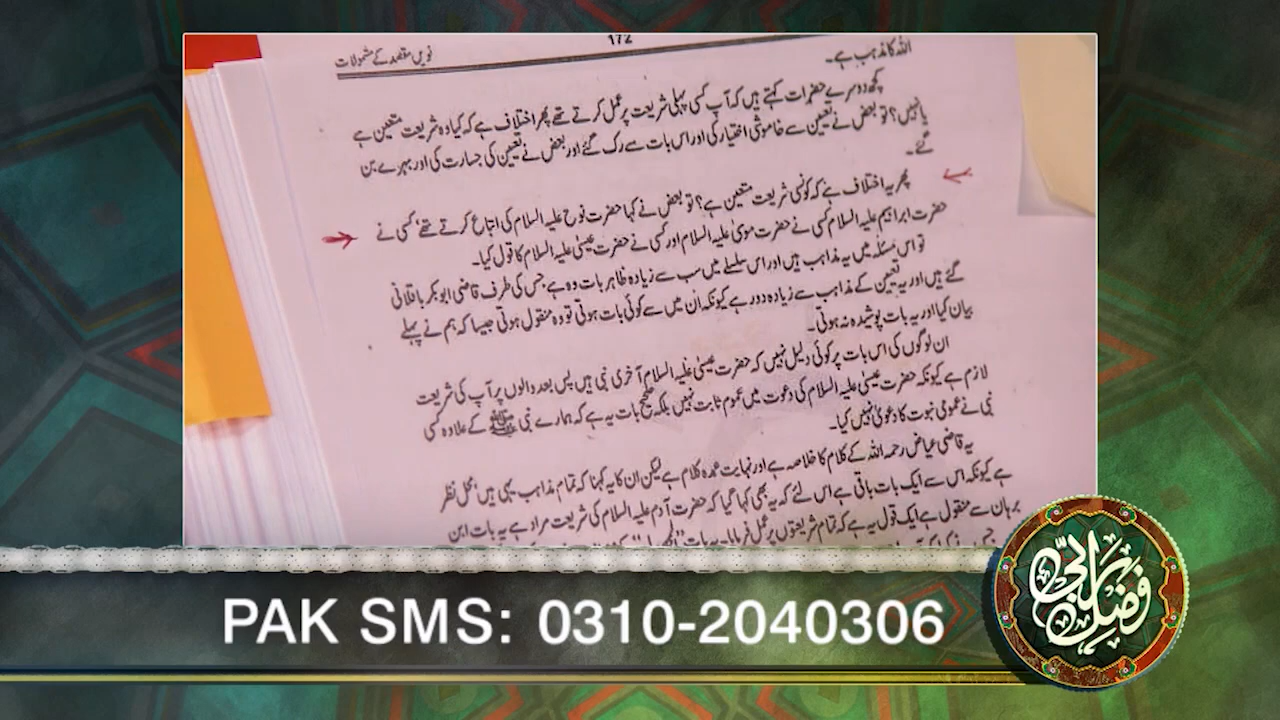 172
نویں مقصد کے مشمولات
اللہ کا مذہب ہے۔
کچھ دوسرے حضرات کہتے ہیں کہ آپ کسی پہلی شریعت پر عمل کرتے تھے پھر اختلاف ہے کہ کیا وہ شریعت متعین ہے
یا نہیں؟ تو بعض نے تعین سے خاموشی اختیار کی اور اس بات سے رک گئے اور بعض نے تعین کی جسارت کی اور بہرے بن
گئے۔
پھر یہ اختلاف ہے کہ کونسی شریعت متعین ہے؟ تو بعض نے کہا حضرت نوح علیہ السلام کی اتباع کرتے تھے کسی نے
حضرت ابراہیم علیہ السلام کسی نے حضرت موسیٰ علیہ السلام اور کسی نے حضرت عیسیٰ علیہ السلام کا قول کیا۔
تو اس مسئلہ میں یہ مذاہب ہیں اور اس سلسلے میں سب سے زیادہ ظاہر بات وہ ہے جس کی طرف قاضی ابوبکر باقلانی
گئے ہیں اور یہ تعین کے مذاہب سے زیادہ دور ہے کیونکہ ان میں سے کوئی بات ہوتی تو وہ منقول ہوتی جیسا کہ ہم نے پہلے
بیان کیا اور یہ بات پوشیدہ نہ ہوتی۔
ان لوگوں کی اس بات پر کوئی دلیل نہیں کہ حضرت عیسیٰ علیہ السلام آخری نبی ہیں پس بعد والوں پر آپ کی شریعت
لازم ہے کیونکہ حضرت عیسیٰ علیہ السلام کی دعوت میں عموم ثابت نہیں بلکہ صحیح بات یہ ہے کہ ہمارے نبی ﷺ کے علاوہ کسی
نبی نے عمومی نبوت کا دعویٰ نہیں کیا۔
یہ قاضی عیاض رحمہ اللہ کے کلام کا خلاصہ ہے اور نہایت عمدہ کلام ہے لیکن ان کا یہ کہنا کہ تمام مذاہب یہی ہیں محل نظر
ہے کیونکہ اس سے ایک بات باقی ہے اس لئے کہ یہ بھی کہا گیا کہ حضرت آدم علیہ السلام کی شریعت مراد ہے یہ بات ابن
برہان سے منقول ہے ایک قول یہ ہے کہ تمام شریعتوں پر عمل فرمایا۔
PAK SMS: 0310-2040306
فضل ربی